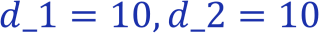 d_1 = 10, d_2 = 10